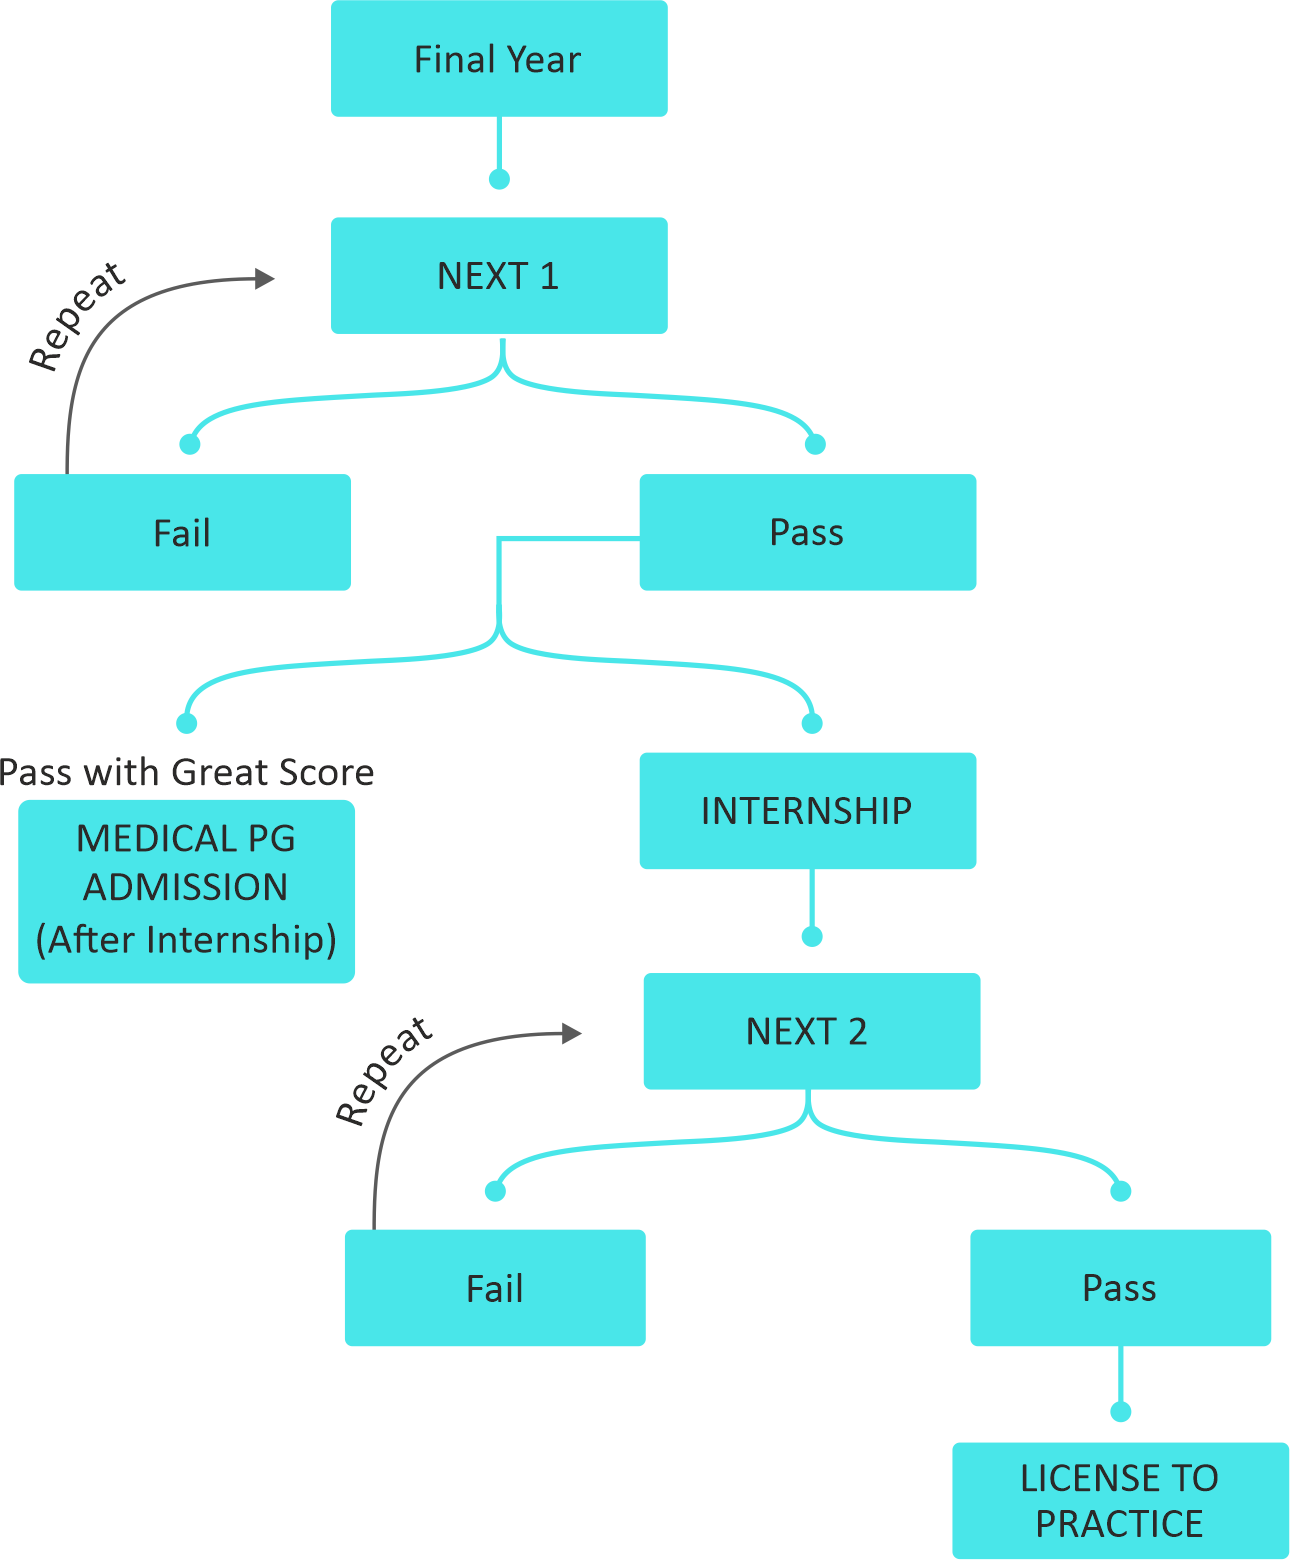 Final Year
NEXT 1
Repeat
Fail
Pass
Pass with Great Score
MEDICAL PG
ADMISSION
(After Internship)
INTERNSHIP
NEXT 2
Repeat
Fail
Pass
LICENSE TO
PRACTICE